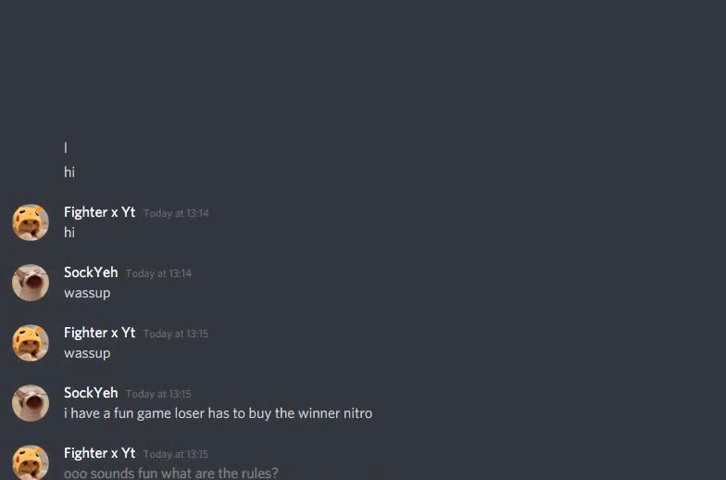 l
hi
Fighter x Yt Today at 13:14
hi
SockYeh Today at 13:14
wassup
Fighter x Yt Today at 13:15
wassup
SockYeh Today at 13:15
i have a fun game loser has to buy the winner nitro
Fighter x Yt Today at 13:15
ooo sounds fun what are the rules?